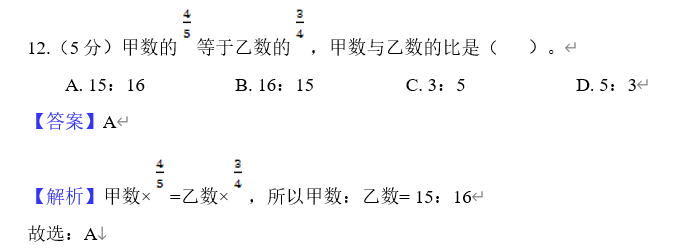 12.（5分）甲数的 4/5 等于乙数的 3/4 ，甲数与乙数的比是（　）。↵
A. 15：16　B. 16：15　C. 3：5　D. 5：3↵
【答案】A↵
【解析】甲数× 4/5 =乙数× 3/4 ，所以甲数：乙数= 15：16↵
故选：A↓